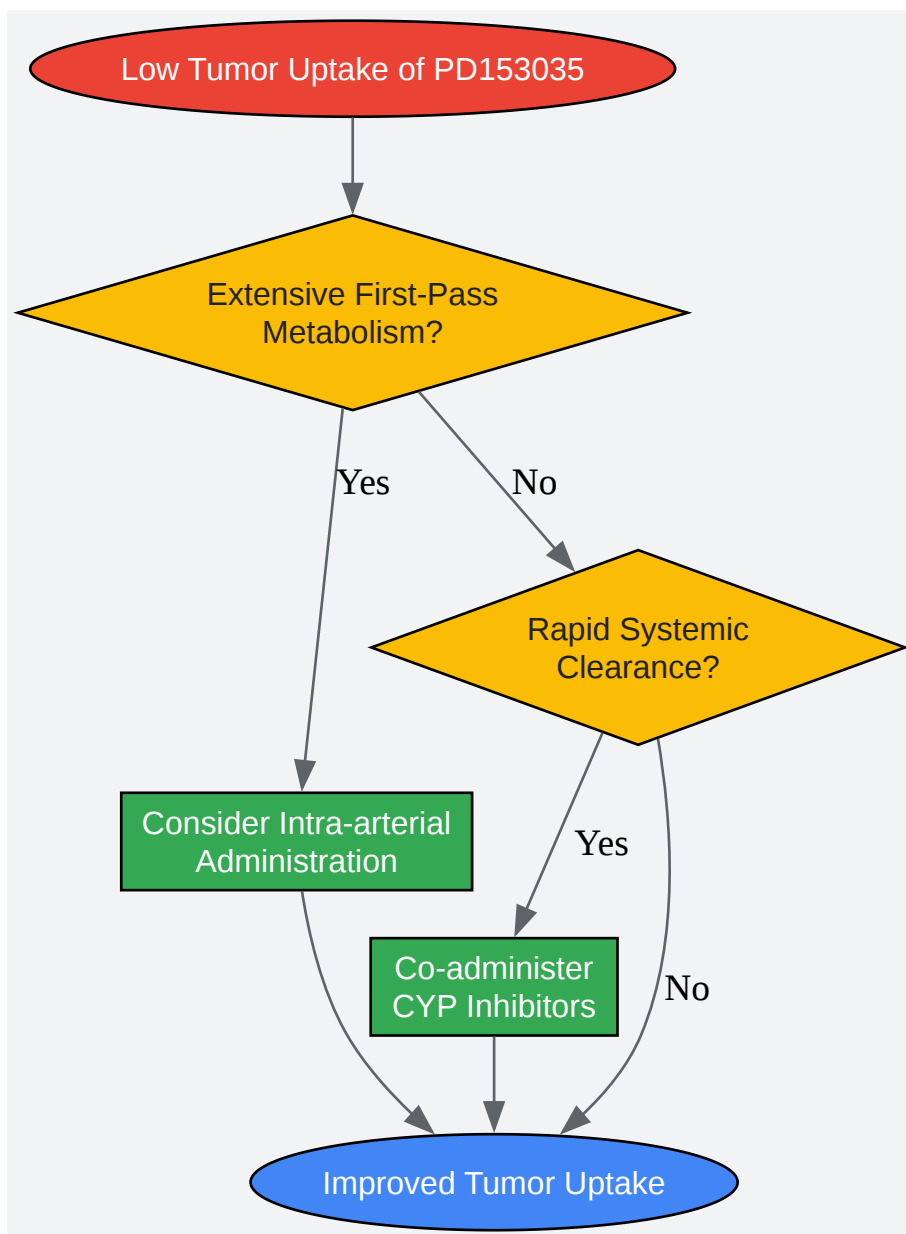 Low Tumor Uptake of PD153035
Extensive First-Pass
Metabolism?
Yes
No
Rapid Systemic
Clearance?
Consider Intra-arterial
Administration
Yes
Co-administer
CYP Inhibitors
No
Improved Tumor Uptake